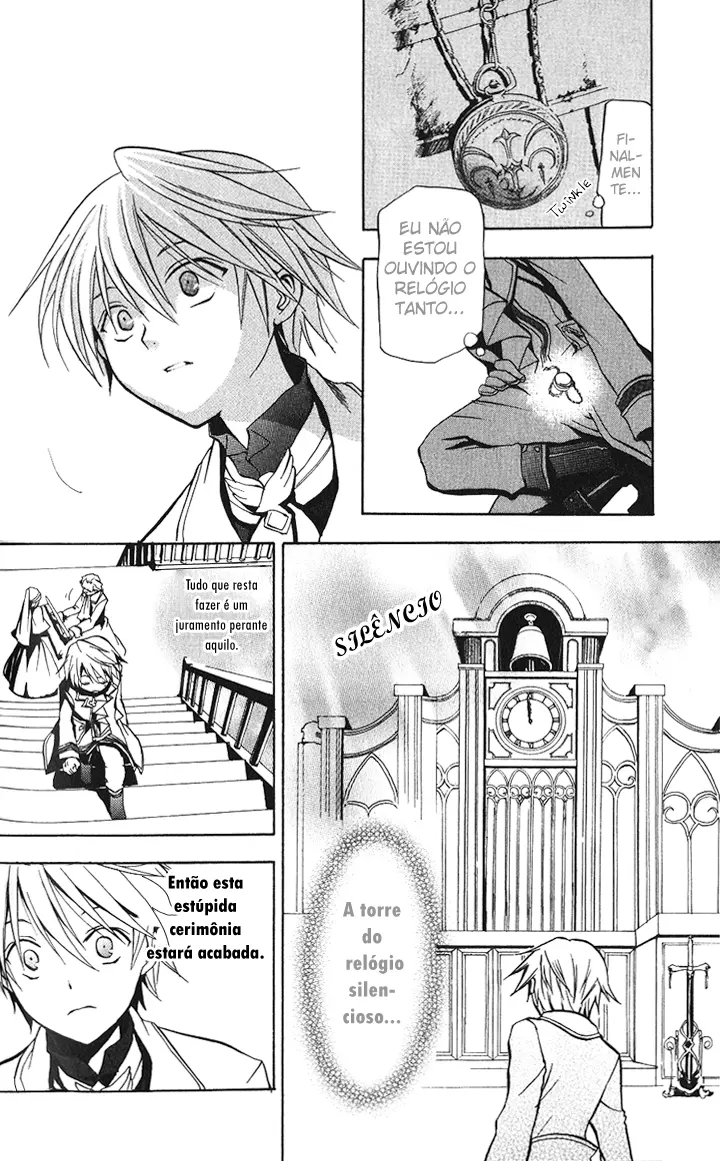 FI-
NAL-
MEN
TE...
TWINKLE
EU NÃO
ESTOU
OUVINDO O
RELÓGIO
TANTO...
Tudo que resta
fazer é um
juramento perante
aquilo.
SILÊNCIO
A torre
do
relógio
silen-
cioso...
Então esta
estúpida
cerimônia
estará acabada.